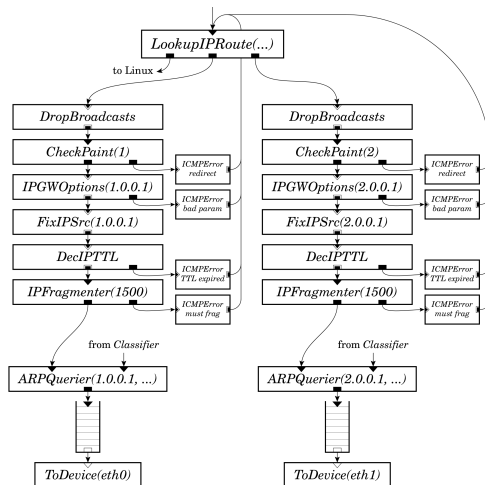 LookupIPRoute(...)
to Linux
DropBroadcasts
CheckPaint(1)
ICMPError
redirect
IPGWOptions(1.0.0.1)
ICMPError
bad param
FixIPSrc(1.0.0.1)
DecIPTTL
ICMPError
TTL expired
IPFragmenter(1500)
ICMPError
must frag
from Classifier
ARPQuerier(1.0.0.1, ...)
ToDevice(eth0)
DropBroadcasts
CheckPaint(2)
ICMPError
redirect
IPGWOptions(2.0.0.1)
ICMPError
bad param
FixIPSrc(2.0.0.1)
DecIPTTL
ICMPError
TTL expired
IPFragmenter(1500)
ICMPError
must frag
from Classifier
ARPQuerier(2.0.0.1, ...)
ToDevice(eth1)